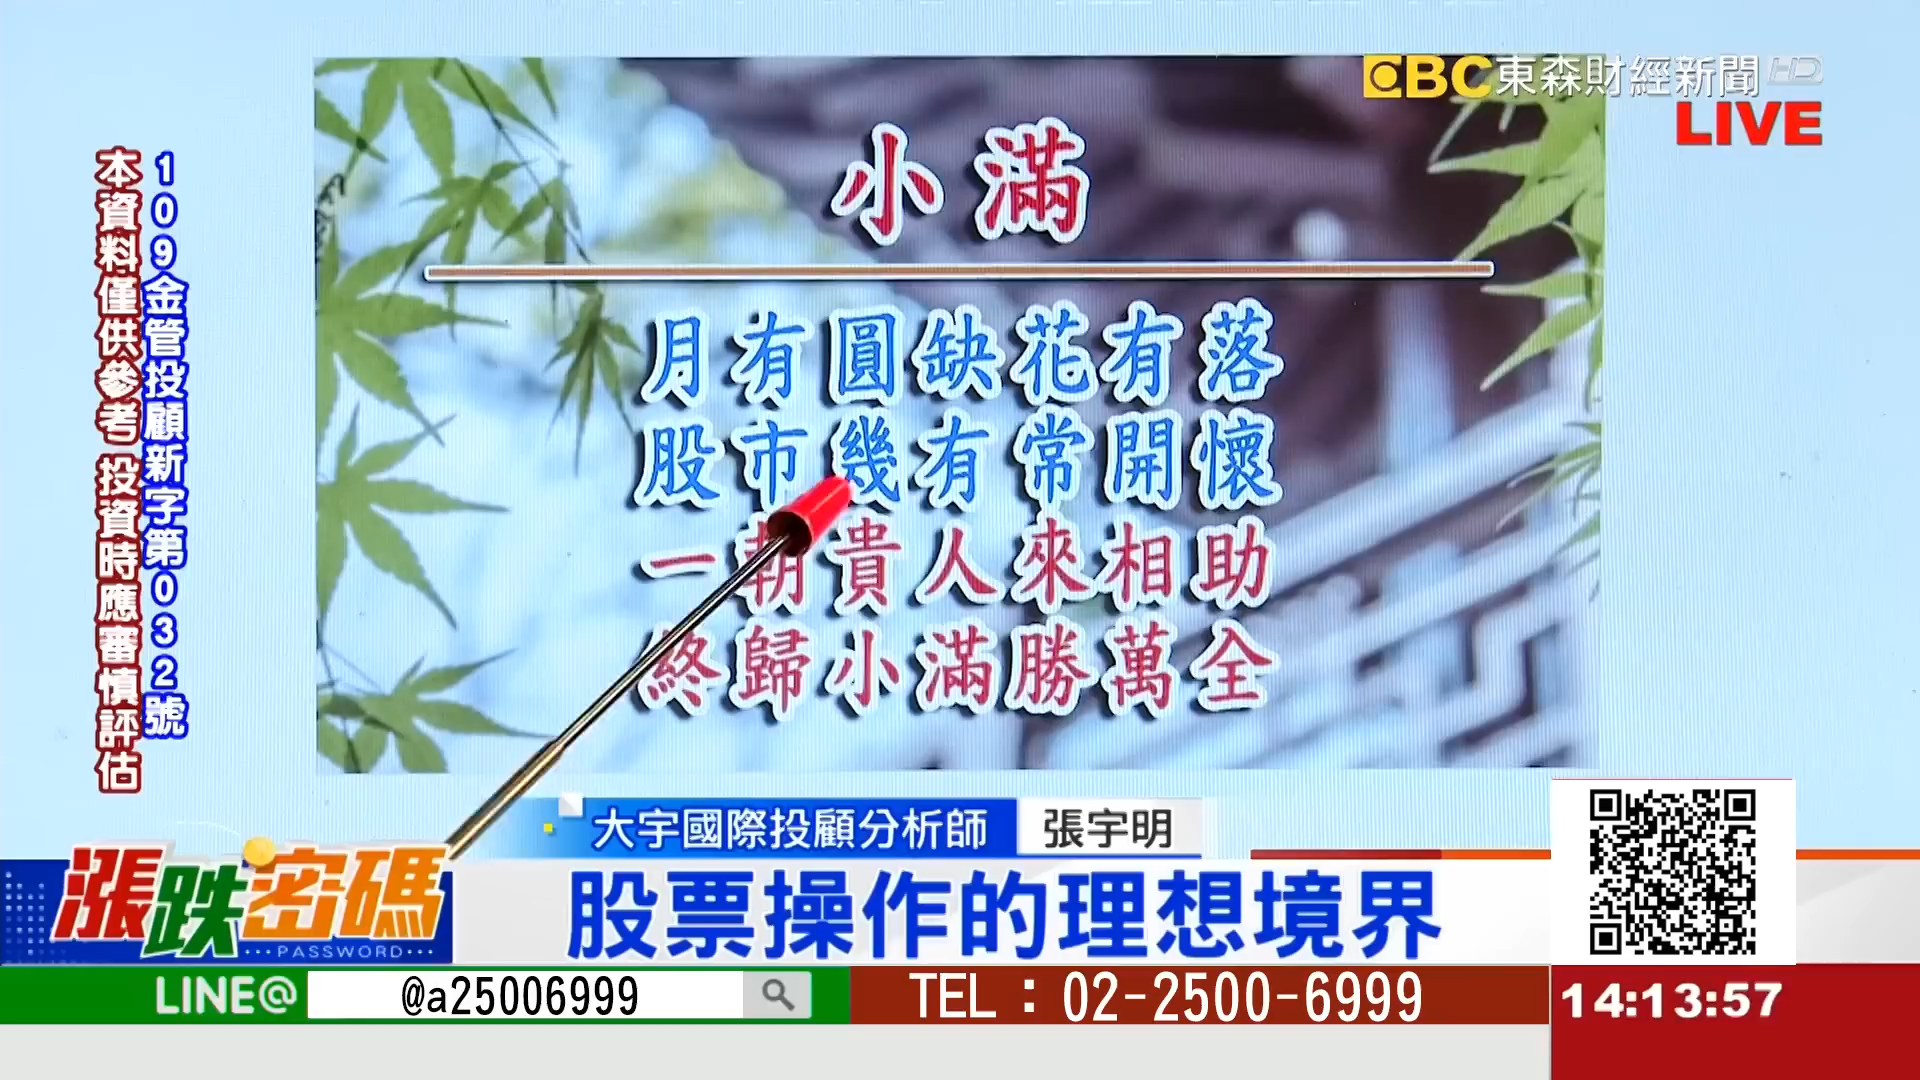 EBC東森財經新聞HD
LIVE
109金管投顧新字第032號
本資料僅供參考 投資時應審慎評估
小滿
月有圓缺花有落
股市幾有常開懷
一朝貴人來相助
終歸小滿勝萬全
大宇國際投顧分析師 張宇明
漲跌密碼
PASSWORD
股票操作的理想境界
LINE@ @a25006999
TEL：02-2500-6999
14:13:57